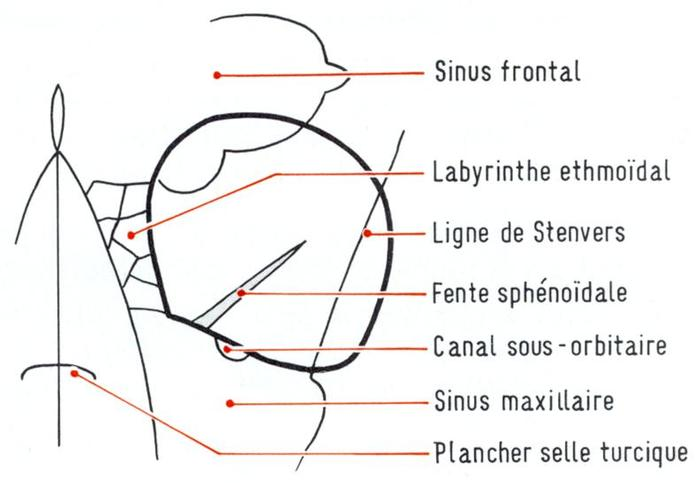 Sinus frontal
Labyrinthe ethmoïdal
Ligne de Stenvers
Fente sphénoïdale
Canal sous-orbitaire
Sinus maxillaire
Plancher selle turcique